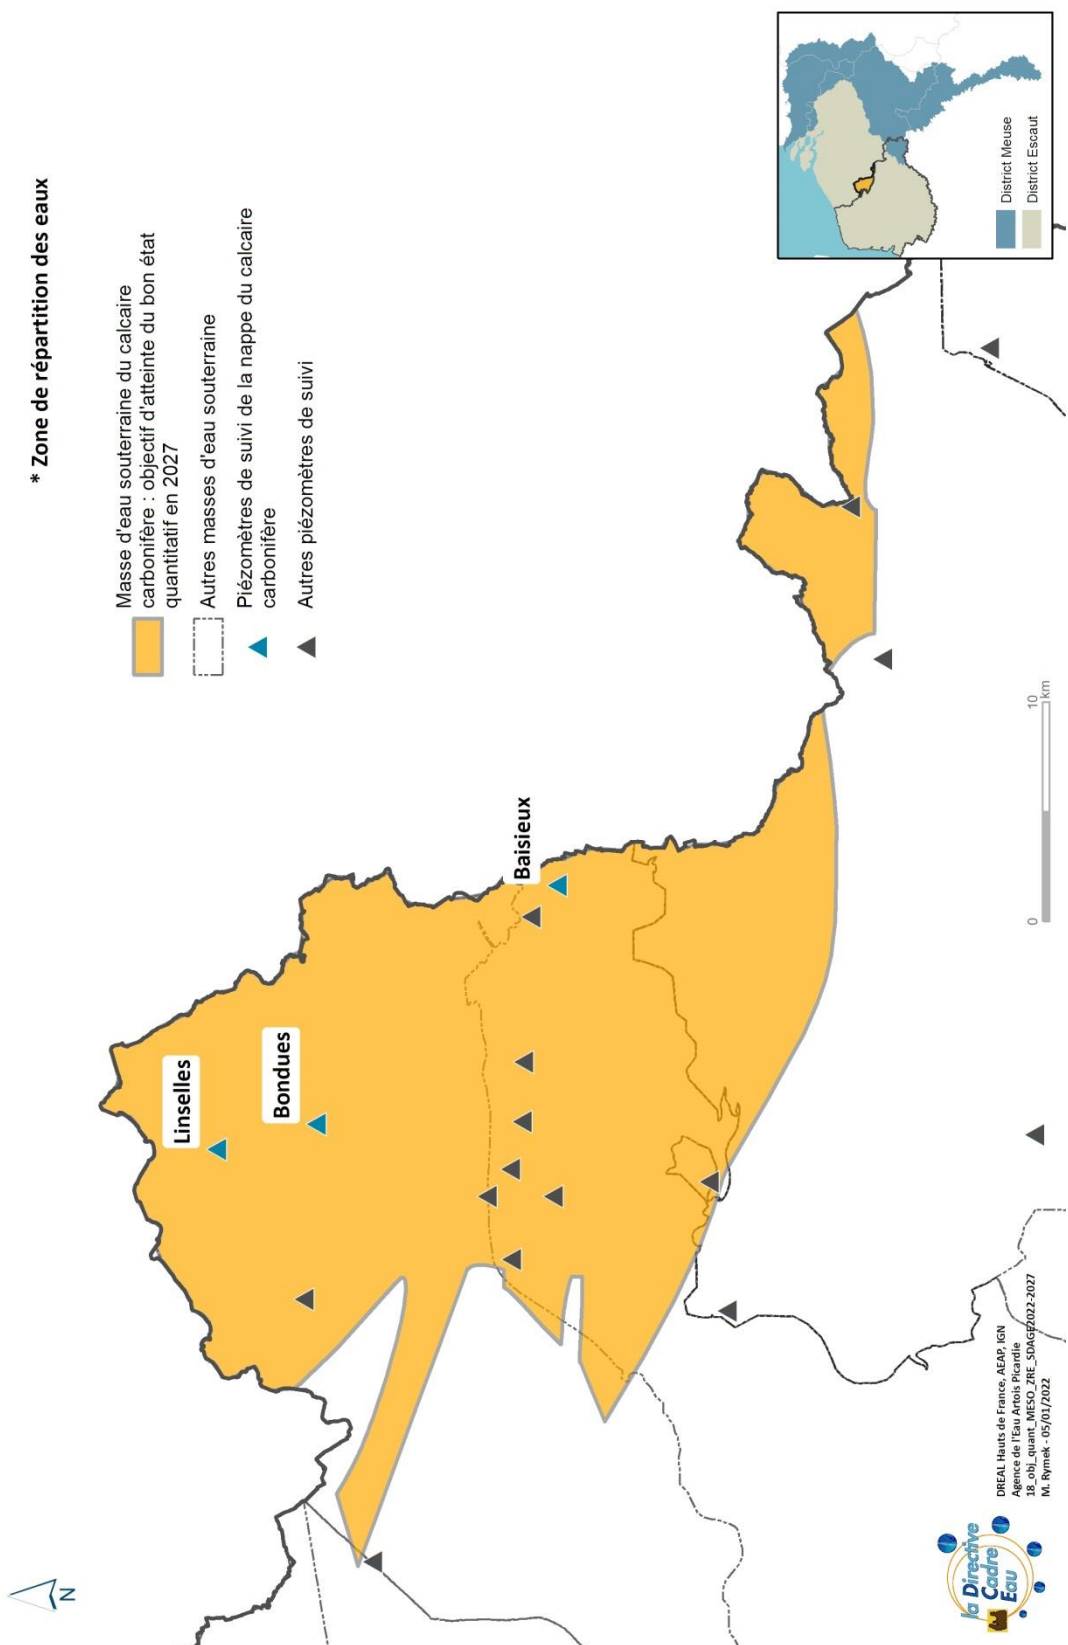 * Zone de répartition des eaux
Masse d'eau souterraine du calcaire
carbonifère : objectif d'atteinte du bon état
quantitatif en 2027
Autres masses d'eau souterraine
Piézomètres de suivi de la nappe du calcaire
carbonifère
Autres piézomètres de suivi
N
Linselles
Bondues
Baisieux
District Meuse
District Escaut
0
10
km
la Directive
Cadre
Eau
DREAL Hauts de France, AEAP, IGN
Agence de l'Eau Artois Picardie
18_obj_quant_MESO_ZRE_SDAGE2022-2027
M. Rymek - 05/01/2022